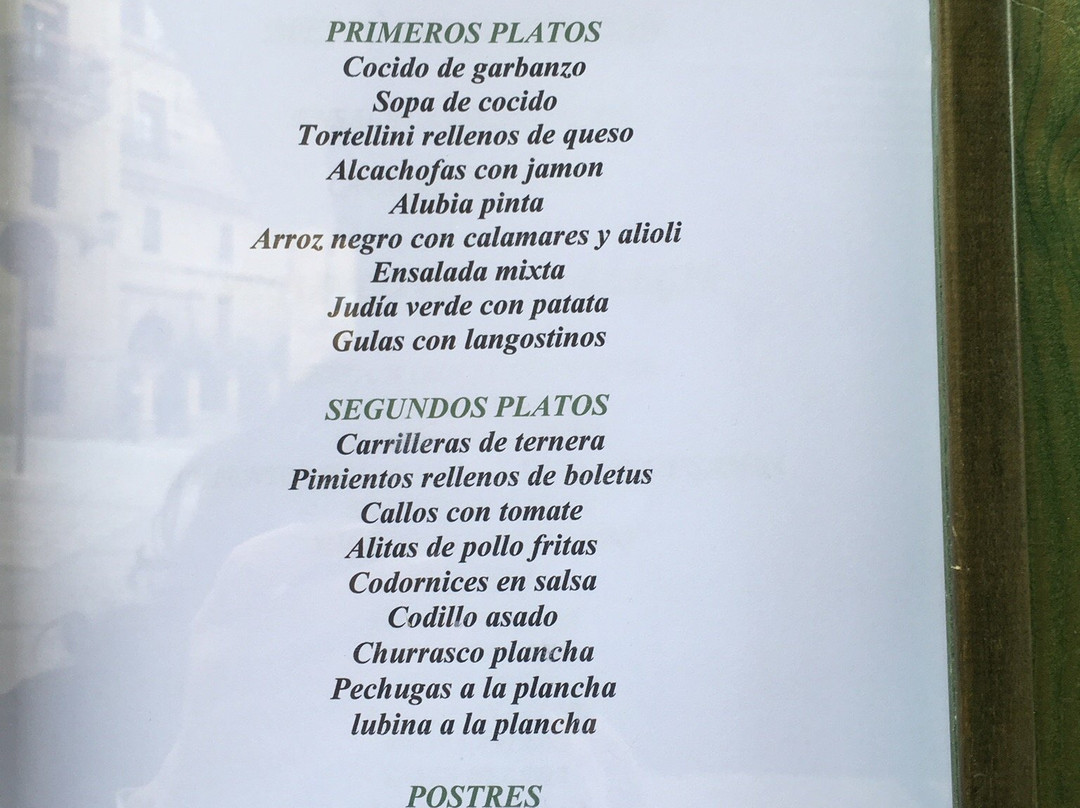 PRIMEROS PLATOS
Cocido de garbanzo
Sopa de cocido
Tortellini rellenos de queso
Alcachofas con jamon
Alubia pinta
Arroz negro con calamares y alioli
Ensalada mixta
Judía verde con patata
Gulas con langostinos
SEGUNDOS PLATOS
Carrilleras de ternera
Pimientos rellenos de boletus
Callos con tomate
Alitas de pollo fritas
Codornices en salsa
Codillo asado
Churrasco plancha
Pechugas a la plancha
lubina a la plancha
POSTRES